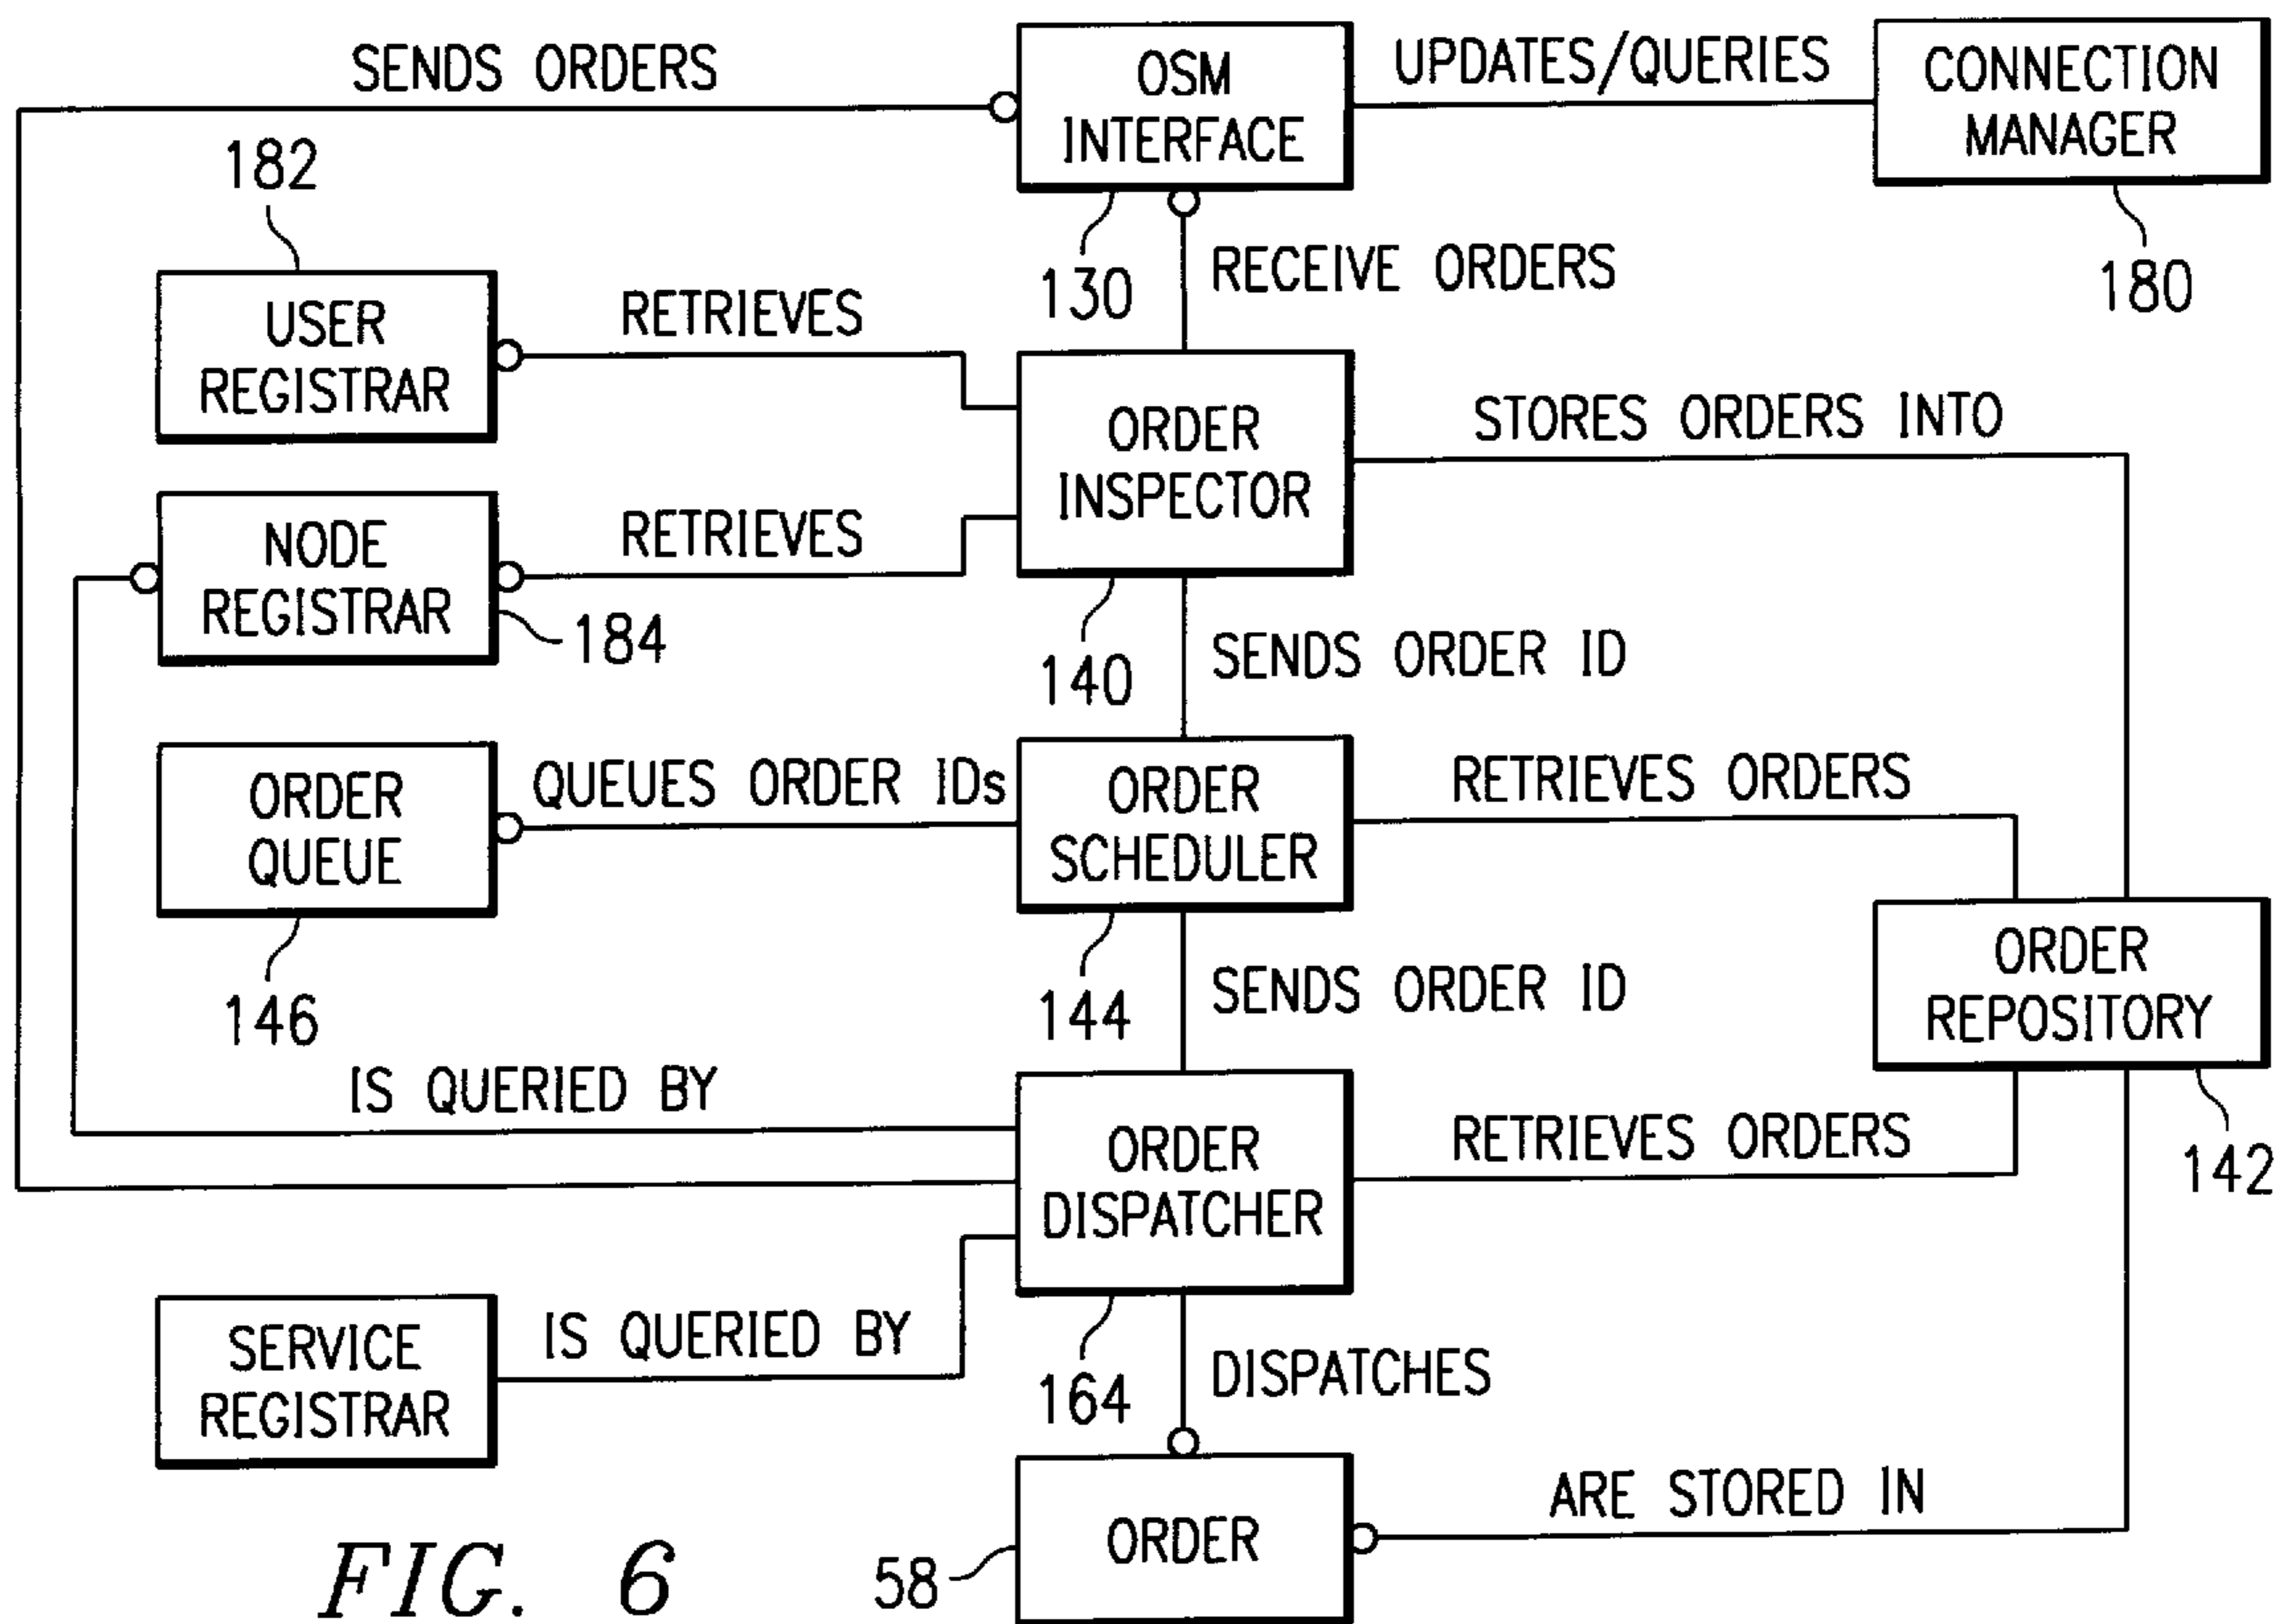 SENDS ORDERS
OSM
INTERFACE
UPDATES/QUERIES
CONNECTION
MANAGER
182
130
RECEIVE ORDERS
180
USER
REGISTRAR
RETRIEVES
ORDER
INSPECTOR
STORES ORDERS INTO
NODE
REGISTRAR
RETRIEVES
184
140
SENDS ORDER ID
ORDER
QUEUE
QUEUES ORDER IDs
ORDER
SCHEDULER
RETRIEVES ORDERS
146
144
SENDS ORDER ID
ORDER
REPOSITORY
IS QUERIED BY
ORDER
DISPATCHER
RETRIEVES ORDERS
142
SERVICE
REGISTRAR
IS QUERIED BY
164
DISPATCHES
ORDER
58
ARE STORED IN
FIG. 6